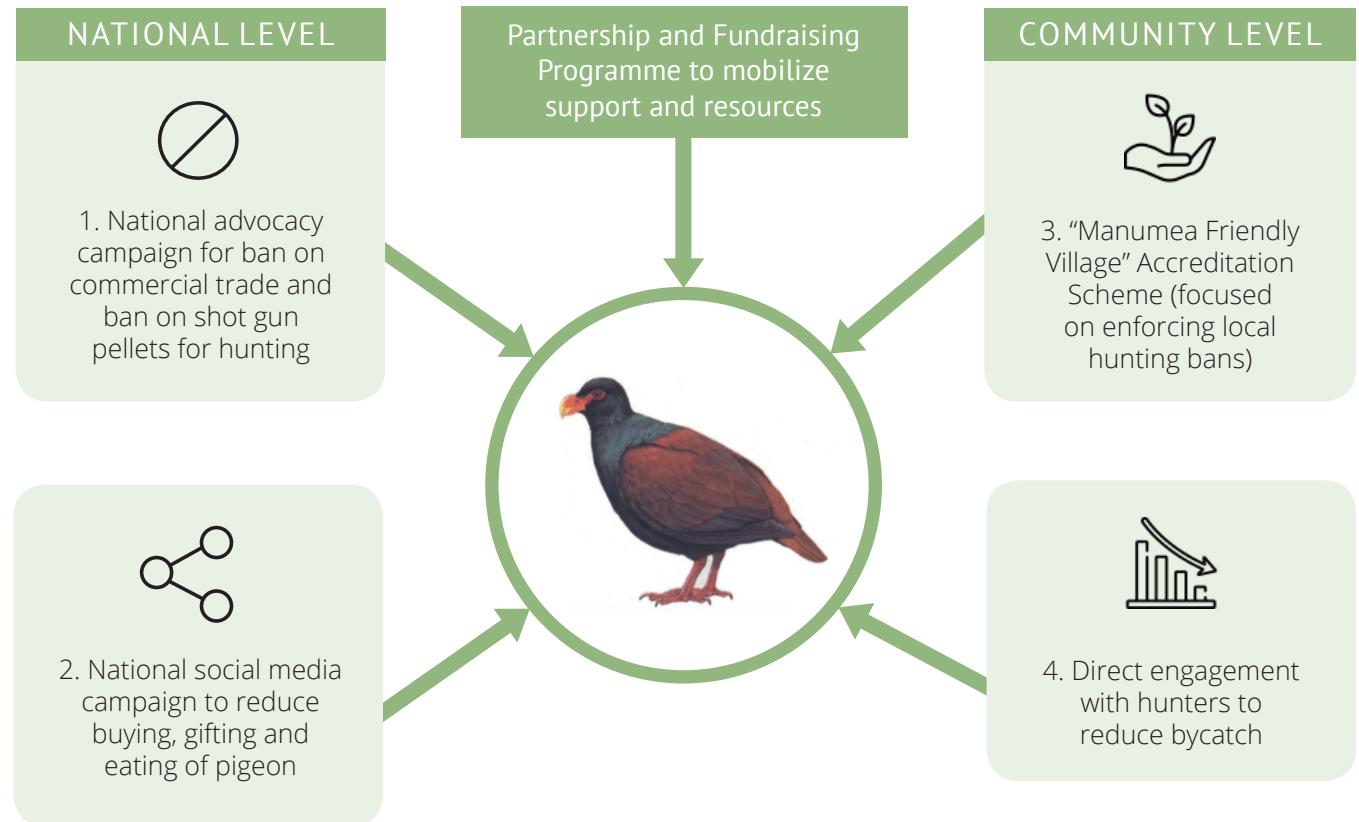 NATIONAL LEVEL
1. National advocacy
campaign for ban on
commercial trade and
ban on shot gun
pellets for hunting
2. National social media
campaign to reduce
buying, gifting and
eating of pigeon
Partnership and Fundraising
Programme to mobilize
support and resources
COMMUNITY LEVEL
3. “Manumea Friendly
Village” Accreditation
Scheme (focused
on enforcing local
hunting bans)
4. Direct engagement
with hunters to
reduce bycatch